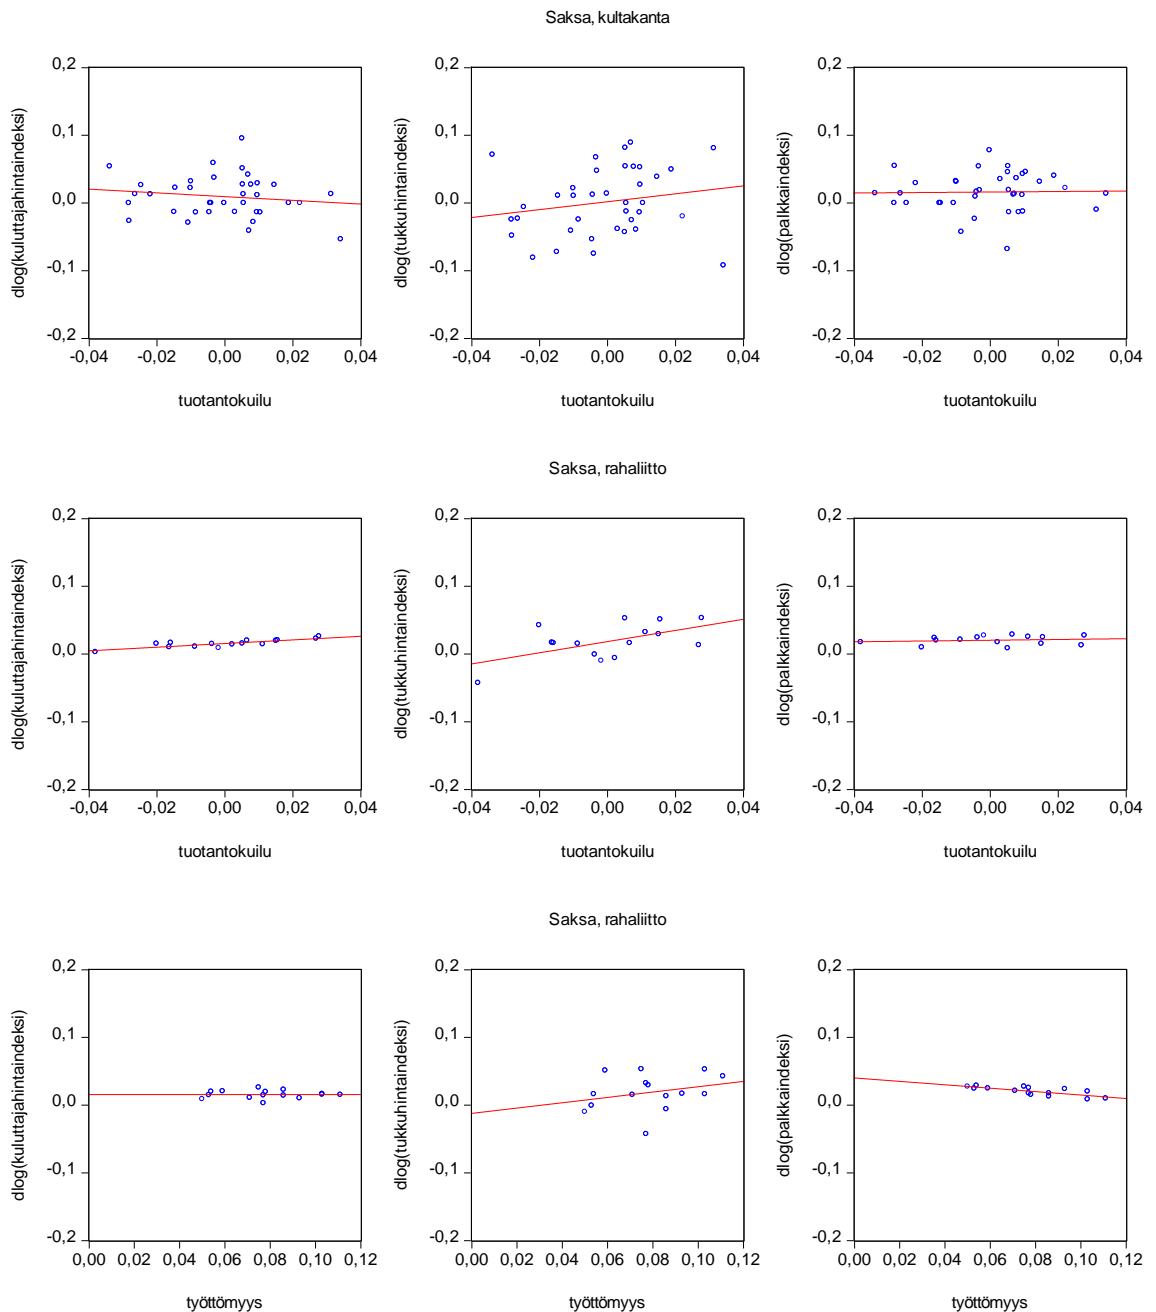 Saksa, kultakanta
dlog(kuluttajahintaindeksi)
0,2
0,1
0,0
-0,1
-0,2
-0,04 -0,02 0,00 0,02 0,04
tuotantokuilu
dlog(tukkuhintaindeksi)
0,2
0,1
0,0
-0,1
-0,2
-0,04 -0,02 0,00 0,02 0,04
tuotantokuilu
dlog(palkkaindeksi)
0,2
0,1
0,0
-0,1
-0,2
-0,04 -0,02 0,00 0,02 0,04
tuotantokuilu
Saksa, rahaliitto
dlog(kuluttajahintaindeksi)
0,2
0,1
0,0
-0,1
-0,2
-0,04 -0,02 0,00 0,02 0,04
tuotantokuilu
dlog(tukkuhintaindeksi)
0,2
0,1
0,0
-0,1
-0,2
-0,04 -0,02 0,00 0,02 0,04
tuotantokuilu
dlog(palkkaindeksi)
0,2
0,1
0,0
-0,1
-0,2
-0,04 -0,02 0,00 0,02 0,04
tuotantokuilu
Saksa, rahaliitto
dlog(kuluttajahintaindeksi)
0,2
0,1
0,0
-0,1
-0,2
0,00 0,02 0,04 0,06 0,08 0,10 0,12
työttömyys
dlog(tukkuhintaindeksi)
0,2
0,1
0,0
-0,1
-0,2
0,00 0,02 0,04 0,06 0,08 0,10 0,12
työttömyys
dlog(palkkaindeksi)
0,2
0,1
0,0
-0,1
-0,2
0,00 0,02 0,04 0,06 0,08 0,10 0,12
työttömyys